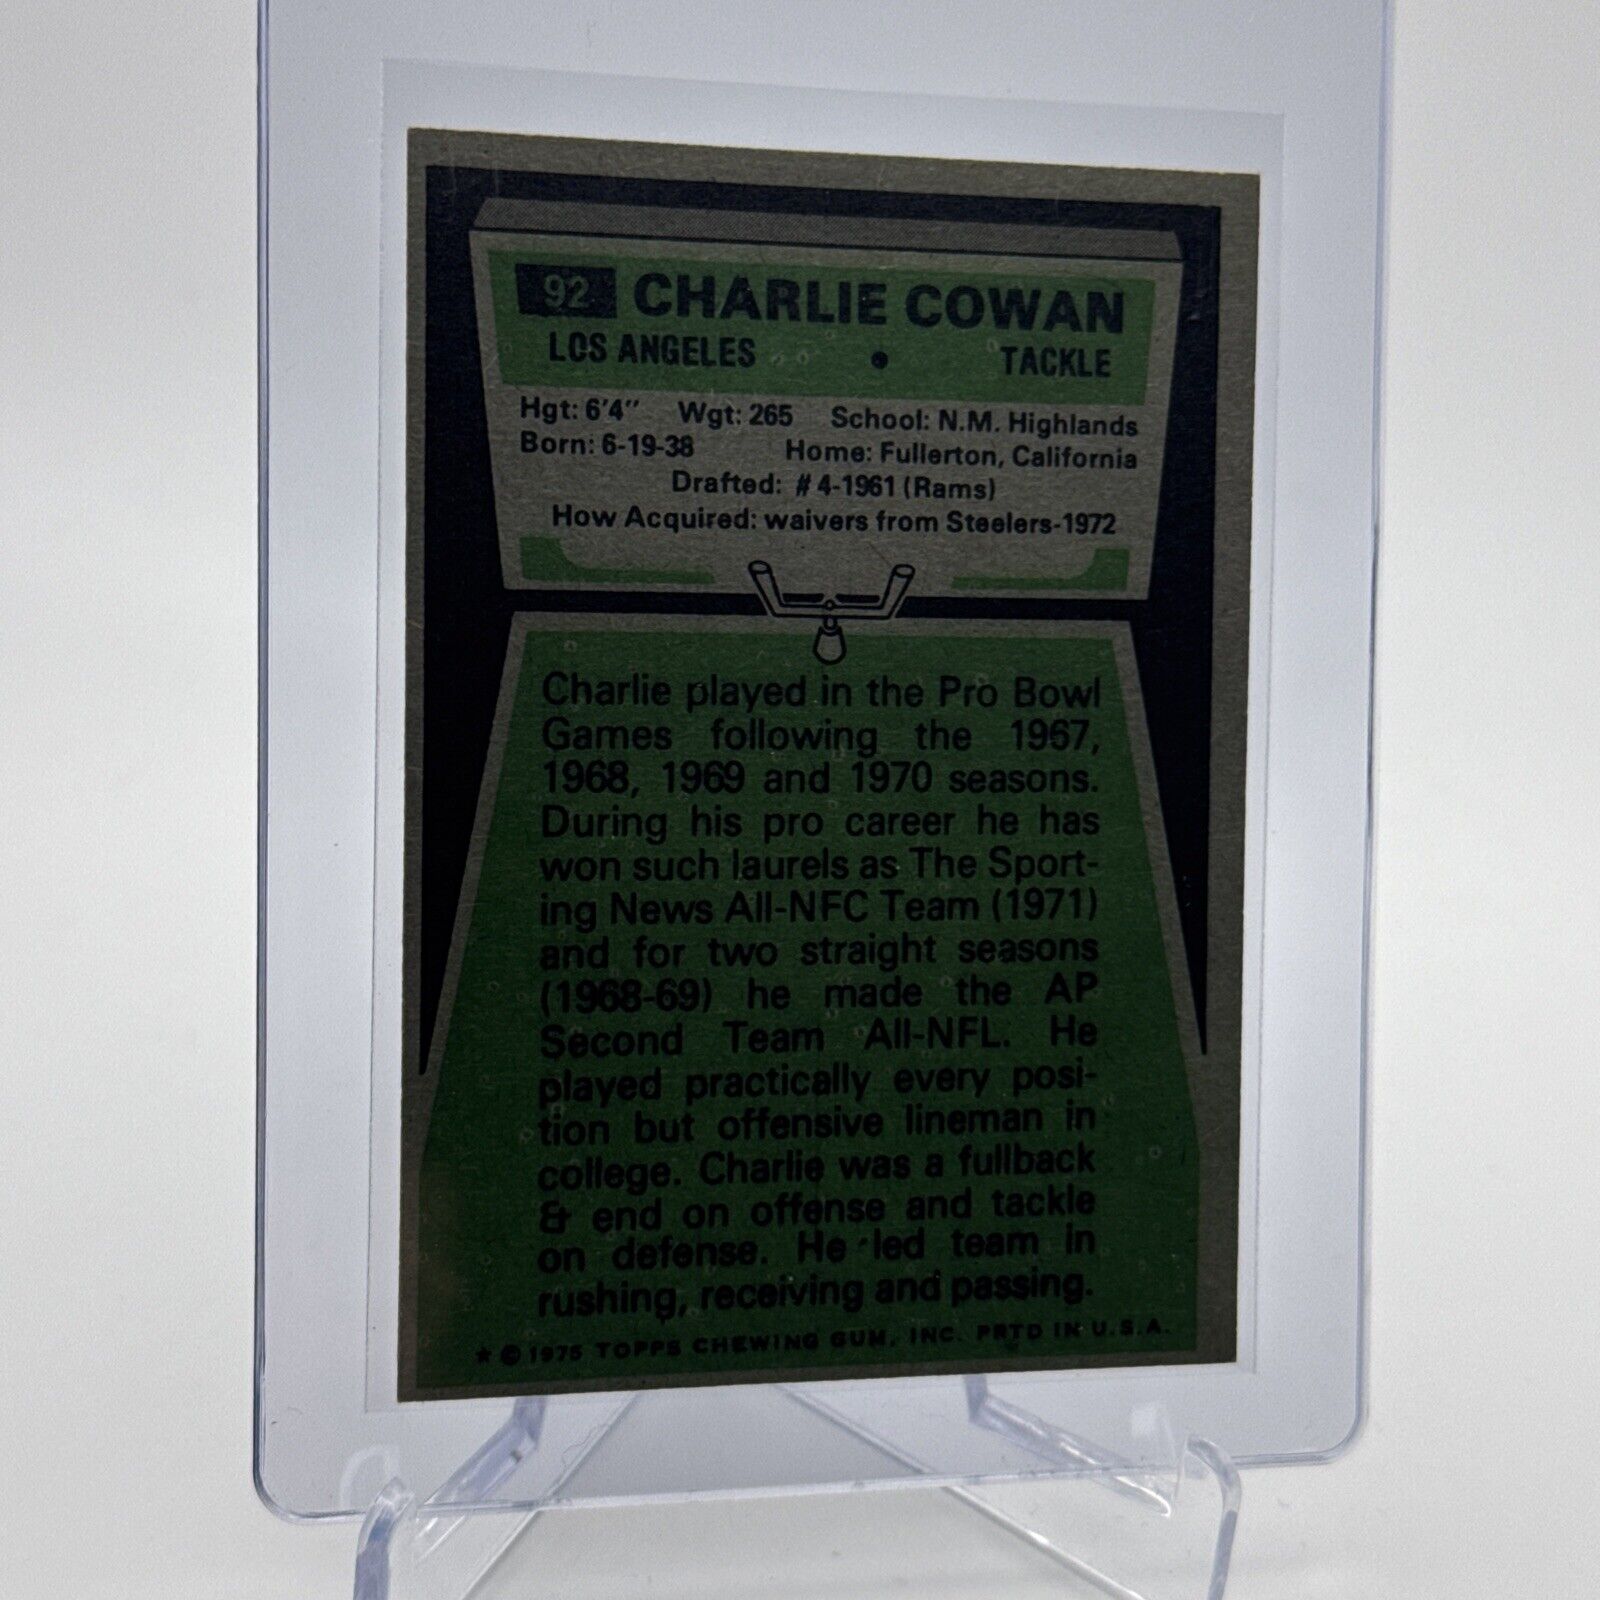 92 CHARLIE COWAN
LOS ANGELES • TACKLE
Hgt: 6'4" Wgt: 265 School: N.M. Highlands
Born: 6-19-38 Home: Fullerton, California
Drafted: #4-1961 (Rams)
How Acquired: waivers from Steelers-1972
Charlie played in the Pro Bowl
Games following the 1967,
1968, 1969 and 1970 seasons.
During his pro career he has
won such laurels as The Sport-
ing News All-NFC Team (1971)
and for two straight seasons
(1968-69) he made the AP
Second Team All-NFL. He
played practically every posi-
tion but offensive lineman in
college. Charlie was a fullback
& end on offense and tackle
on defense. He led team in
rushing, receiving and passing.
★ © 1975 TOPPS CHEWING GUM, INC. PRTD IN U.S.A.